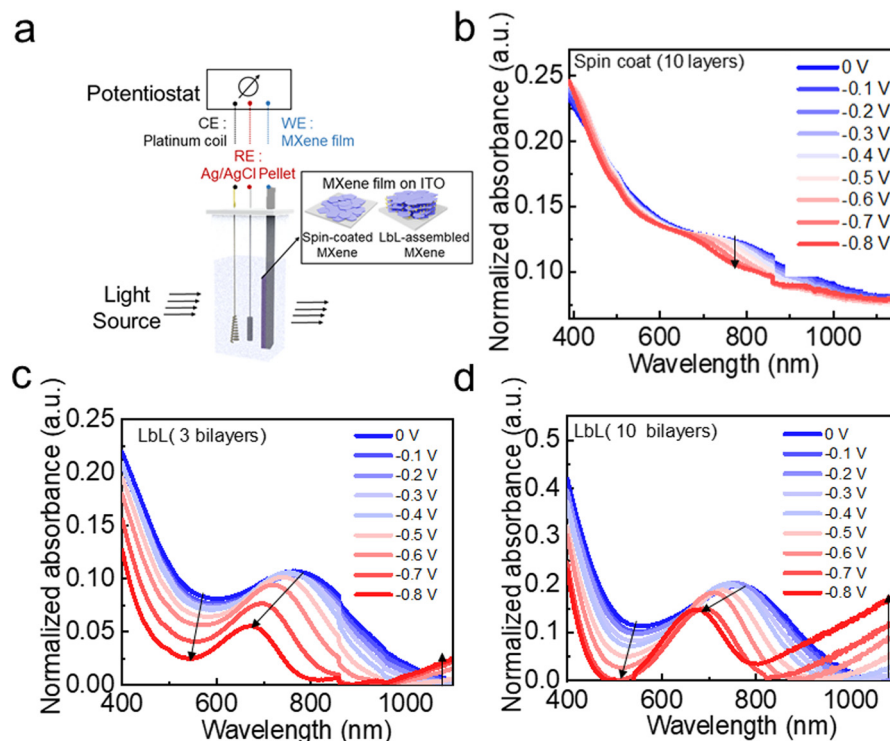 a
Potentiostat
CE :
Platinum coil
WE :
MXene film
RE :
Ag/AgCl Pellet
MXene film on ITO
Spin-coated
MXene
LbL-assembled
MXene
Light
Source
b
Normalized absorbance (a.u.)
0.25
0.20
0.15
0.10
Spin coat (10 layers)
0 V
-0.1 V
-0.2 V
-0.3 V
-0.4 V
-0.5 V
-0.6 V
-0.7 V
-0.8 V
400 600 800 1000
Wavelength (nm)
c
Normalized absorbance (a.u.)
0.25
0.20
0.15
0.10
0.05
0.00
LbL( 3 bilayers)
0 V
-0.1 V
-0.2 V
-0.3 V
-0.4 V
-0.5 V
-0.6 V
-0.7 V
-0.8 V
400 600 800 1000
Wavelength (nm)
d
Normalized absorbance (a.u.)
0.5
0.4
0.3
0.2
0.1
0.0
LbL( 10 bilayers)
0 V
-0.1 V
-0.2 V
-0.3 V
-0.4 V
-0.5 V
-0.6 V
-0.7 V
-0.8 V
400 600 800 1000
Wavelength (nm)